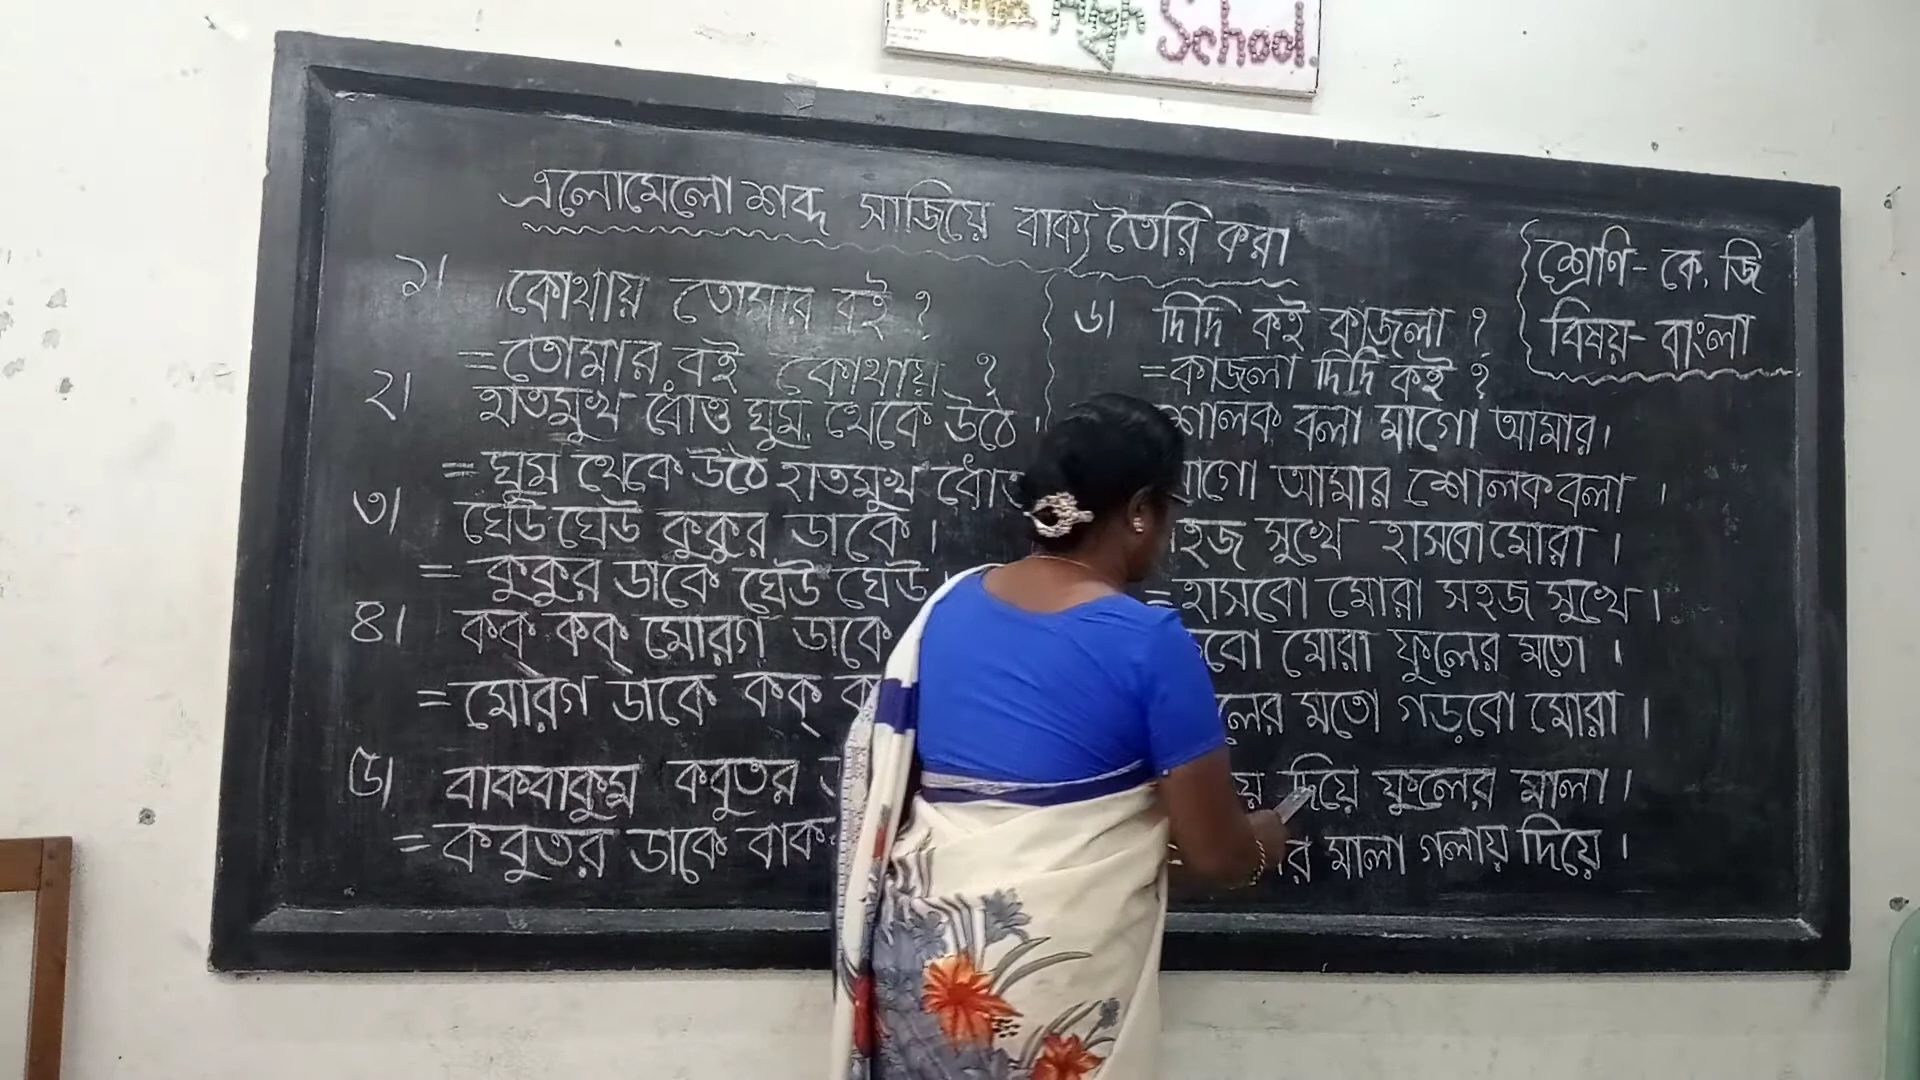 High School.
এলোমেলো শব্দ সাজিয়ে বাক্য তৈরি করা
শ্রেণি- কে. জি
বিষয়- বাংলা
১। কোথায় তোমার বই ?
= তোমার বই কোথায় ?
২। হাতমুখ ধোও ঘুম থেকে উঠে ।
= ঘুম থেকে উঠে হাতমুখ
৩। ঘেউ ঘেউ কুকুর ডাকে ।
= কুকুর ডাকে ঘেউ ঘেউ
৪। কক্ কক্ মোরগ ডাকে
= মোরগ ডাকে কক্
৫। বাকবাকুম কবুতর
= কবুতর ডাকে
৬। দিদি কই কাজলা ?
= কাজলা দিদি কই ?
শোলক বলা মাগো আমার।
আমার শোলক বলা ।
সুখে হাসবো মোরা ।
= হাসবো মোরা সহজ সুখে ।
মোরা ফুলের মতো ।
মতো গড়বো মোরা ।
দিয়ে ফুলের মালা ।
মালা গলায় দিয়ে ।